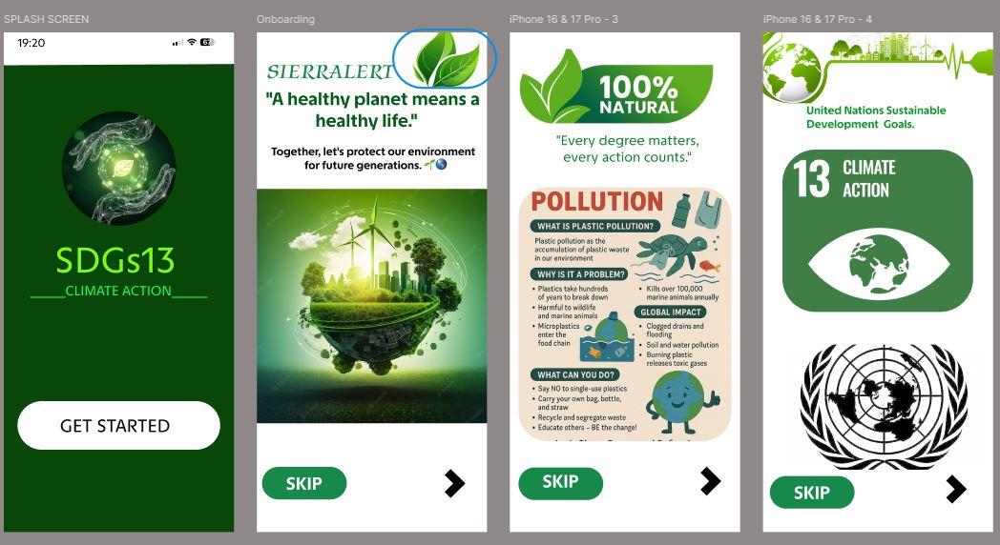 SPLASH SCREEN
19:20
SDGs13
_____CLIMATE ACTION_____
GET STARTED
Onboarding
SIERRALERT
"A healthy planet means a
healthy life."
Together, let's protect our environment
for future generations. 🌱🌎
SKIP
iPhone 16 & 17 Pro - 3
100%
NATURAL
"Every degree matters,
every action counts."
POLLUTION
WHAT IS PLASTIC POLLUTION?
Plastic pollution as the
accumulation of plastic waste
in our environment
WHY IS IT A PROBLEM?
• Plastics take hundreds
of years to break down
• Harmful to wildlife
and marine animals
• Microplastics
enter the
food chain
• Kills over 100,000
marine animals annually
GLOBAL IMPACT
• Clogged drains and
flooding
• Soil and water pollution
• Burning plastic
releases toxic gases
WHAT CAN YOU DO?
• Say NO to single-use plastics
• Carry your own bag, bottle,
and straw
• Recycle and segregate waste
• Educate others – BE the change!
SKIP
iPhone 16 & 17 Pro - 4
United Nations Sustainable
Development Goals.
13 CLIMATE
ACTION
SKIP